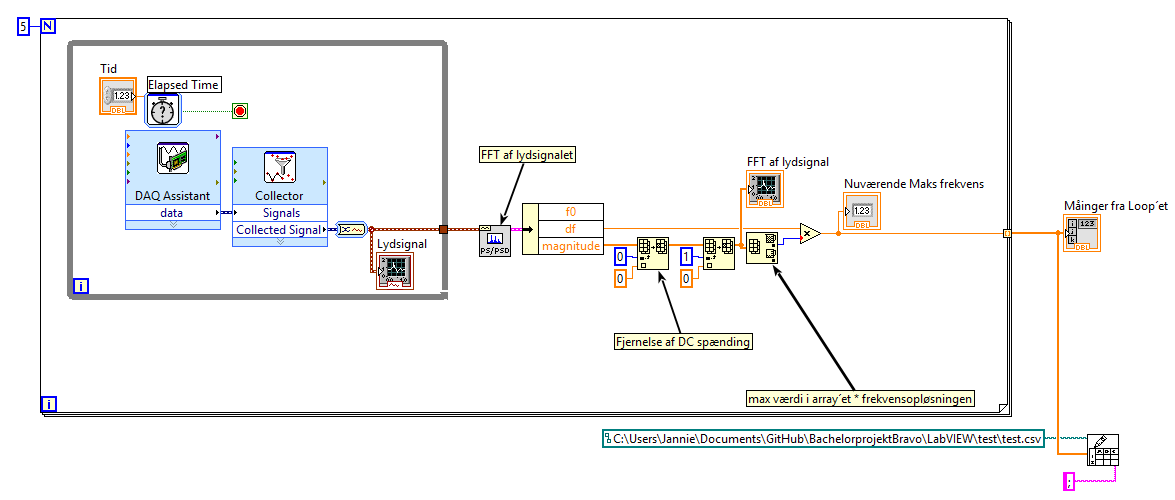 5
N
Tid
1.23
DBL
Elapsed Time
?
DAQ Assistant
data
Collector
Signals
Collected Signal
Lydsignal
i
FFT af lydsignalet
PS/PSD
f0
df
magnitude
0
0
1
0
Fjernelse af DC spænding
FFT af lydsignal
DBL
Nuværende Maks frekvens
1.23
DBL
max værdi i array´et * frekvensopløsningen
i
Målinger fra Loop´et
123
DBL
C:\Users\Jannie\Documents\GitHub\BachelorprojektBravo\LabVIEW\test\test.csv
;